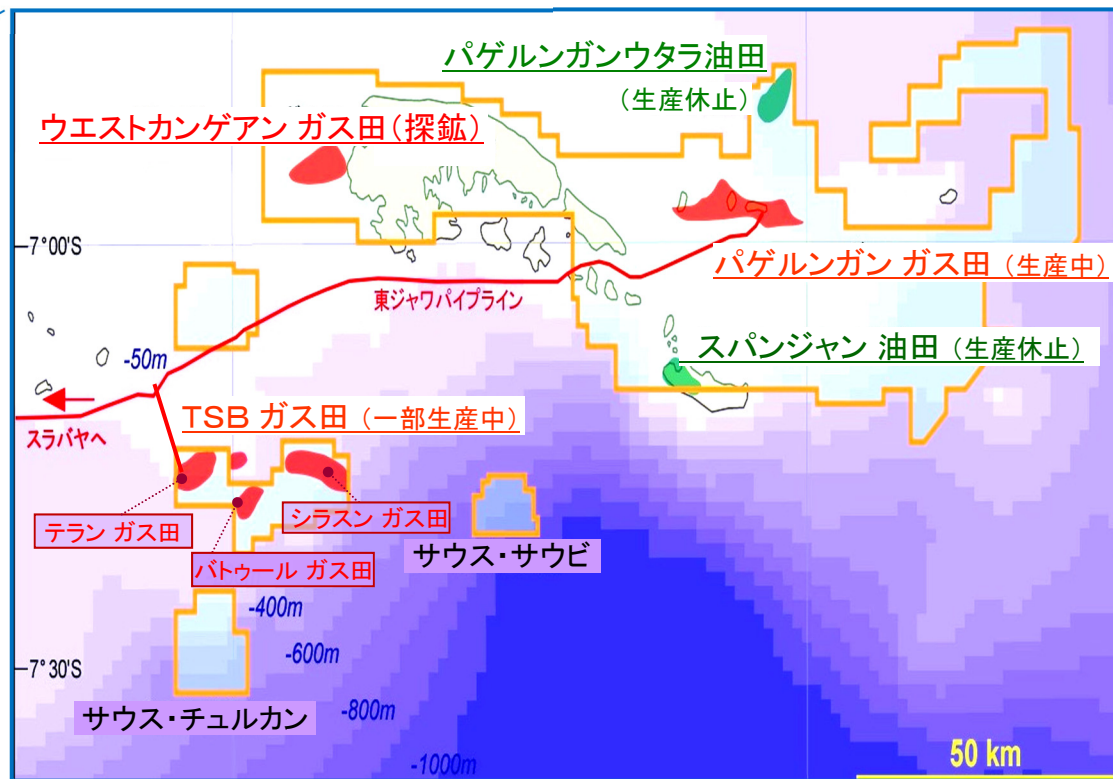 パゲルンガンウタラ油田
(生産休止)
ウエストカンゲアン ガス田(探鉱)
7°00'S
パゲルンガン ガス田(生産中)
東ジャワパイプライン
スパンジャン 油田(生産休止)
-50m
TSB ガス田(一部生産中)
スラバヤへ
テラン ガス田
シラスン ガス田
バトゥール ガス田
サウス・サウビ
-400m
-600m
7°30'S
サウス・チュルカン
-800m
-1000m
50 km